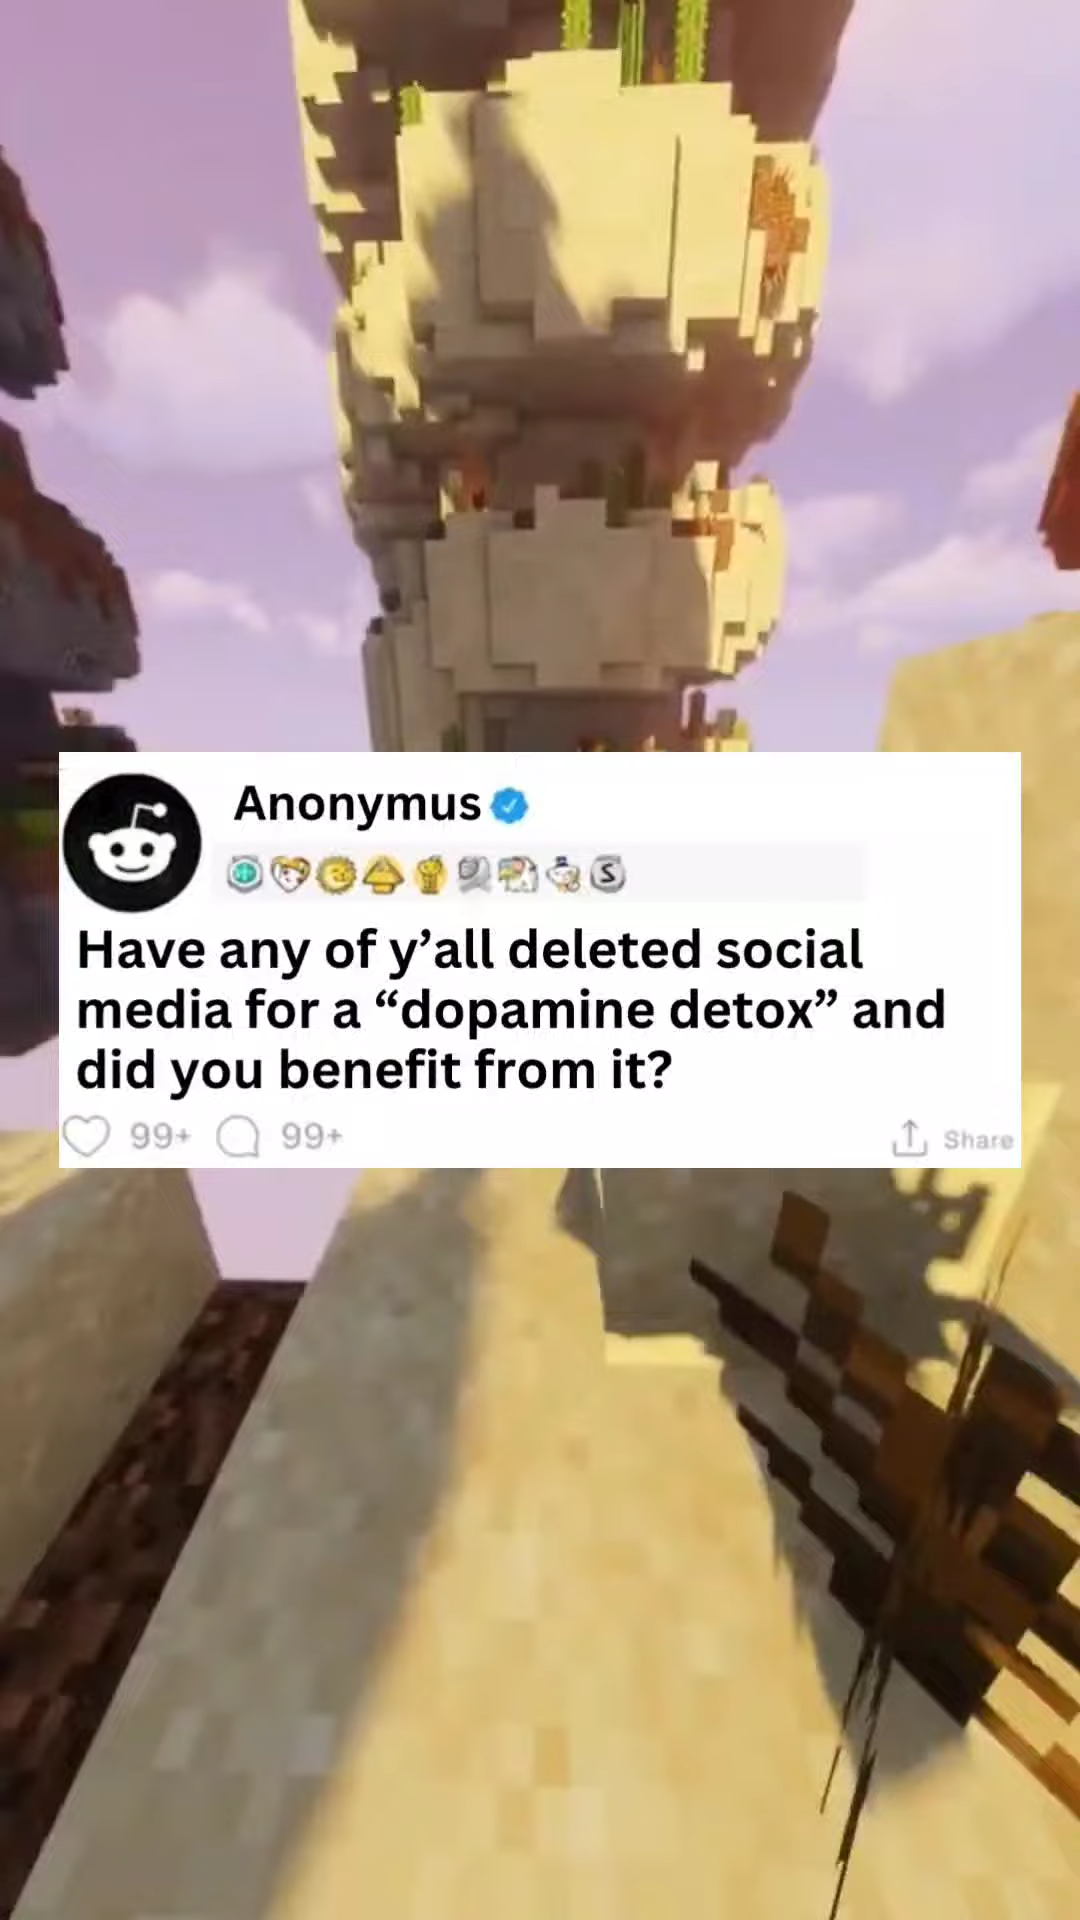 Anonymus
Have any of y’all deleted social
media for a “dopamine detox” and
did you benefit from it?
99+ 99+ Share